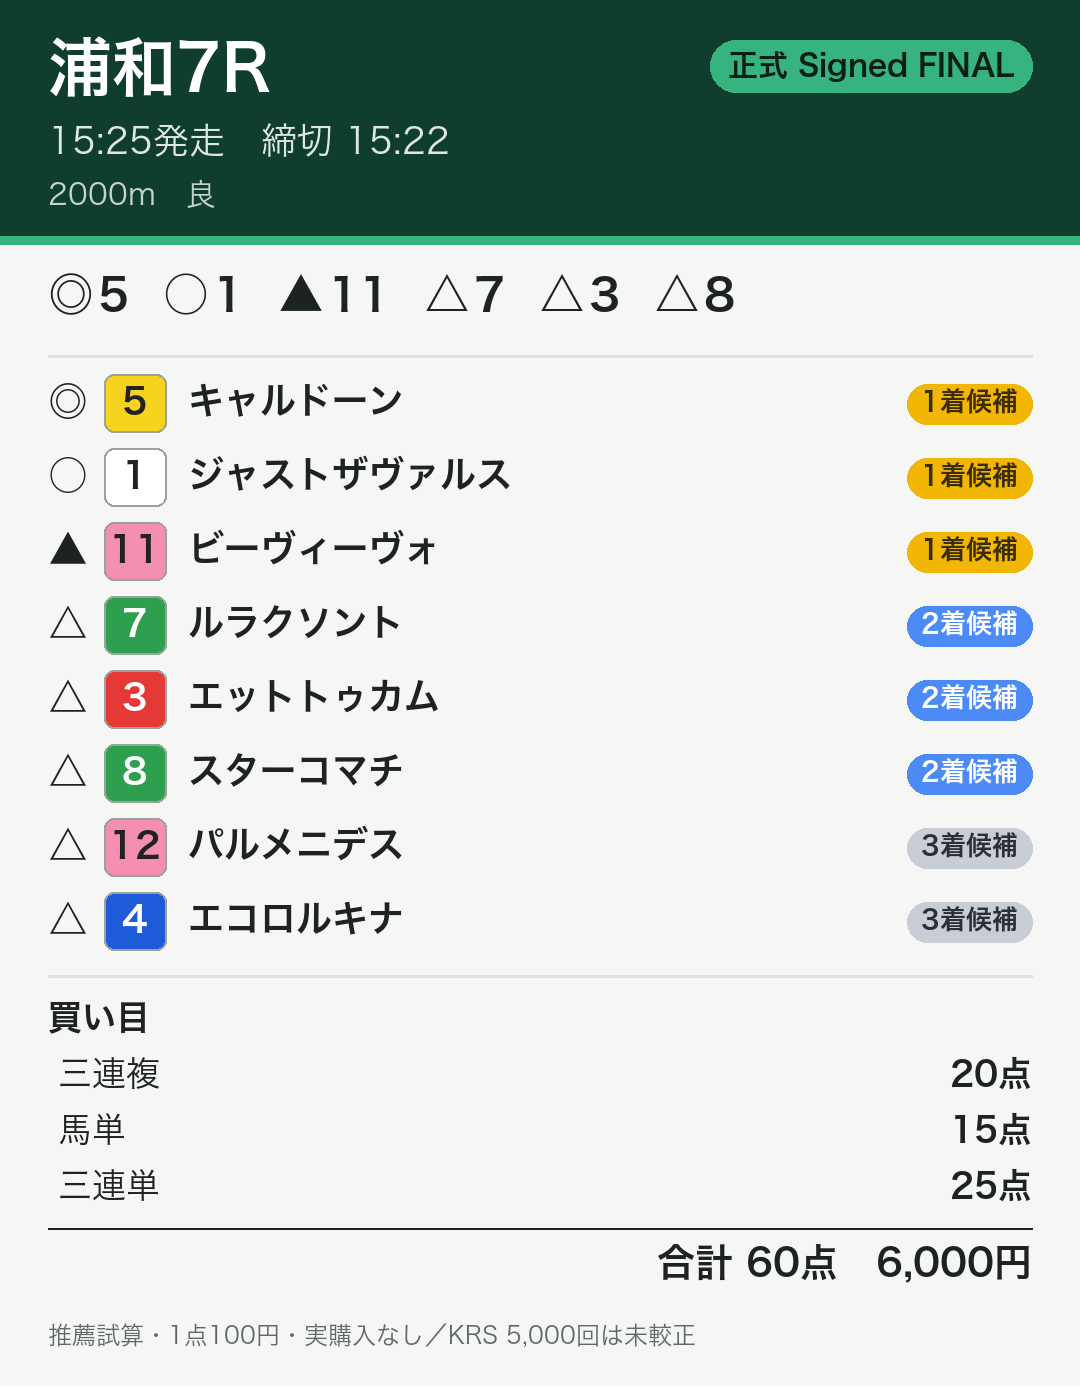 浦和7R
正式 Signed FINAL
15:25発走　締切 15:22
2000m　良
◎5 ○1 ▲11 △7 △3 △8
◎ 5 キャルドーン 1着候補
○ 1 ジャストザヴァルス 1着候補
▲ 11 ビーヴィーヴォ 1着候補
△ 7 ルラクソント 2着候補
△ 3 エットトゥカム 2着候補
△ 8 スターコマチ 2着候補
△ 12 パルメニデス 3着候補
△ 4 エコロルキナ 3着候補
買い目
三連複 20点
馬単 15点
三連単 25点
合計 60点　6,000円
推薦試算・1点100円・実購入なし／KRS 5,000回は未較正